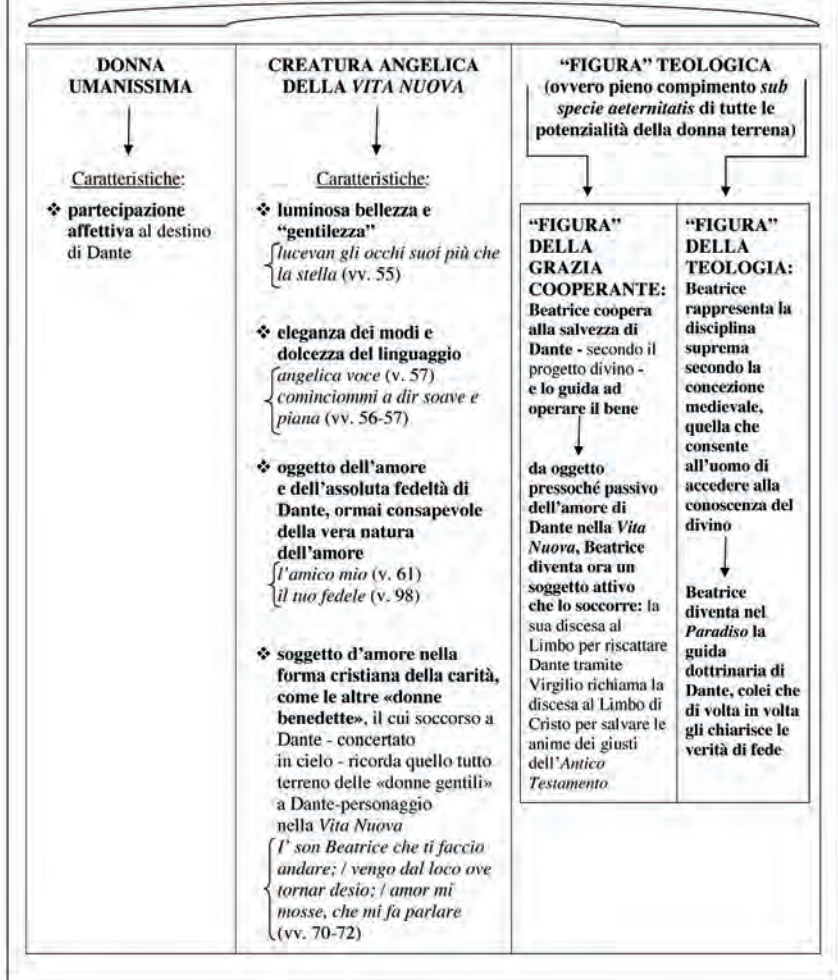 DONNA
UMANISSIMA
Caratteristiche:
❖ partecipazione
affettiva al destino
di Dante
CREATURA ANGELICA
DELLA VITA NUOVA
Caratteristiche:
❖ luminosa bellezza e
“gentilezza”
lucevan gli occhi suoi più che
la stella (vv. 55)
❖ eleganza dei modi e
dolcezza del linguaggio
angelica voce (v. 57)
cominciommi a dir soave e
piana (vv. 56-57)
❖ oggetto dell’amore
e dell’assoluta fedeltà di
Dante, ormai consapevole
della vera natura
dell’amore
l’amico mio (v. 61)
il tuo fedele (v. 98)
❖ soggetto d’amore nella
forma cristiana della carità,
come le altre «donne
benedette», il cui soccorso a
Dante - concertato
in cielo - ricorda quello tutto
terreno delle «donne gentili»
a Dante-personaggio
nella Vita Nuova
I’ son Beatrice che ti faccio
andare; / vengo dal loco ove
tornar desio; / amor mi
mosse, che mi fa parlare
(vv. 70-72)
“FIGURA” TEOLOGICA
(ovvero pieno compimento sub
specie aeternitatis di tutte le
potenzialità della donna terrena)
“FIGURA”
DELLA
GRAZIA
COOPERANTE:
Beatrice coopera
alla salvezza di
Dante - secondo il
progetto divino -
e lo guida ad
operare il bene
da oggetto
pressoché passivo
dell’amore di
Dante nella Vita
Nuova, Beatrice
diventa ora un
soggetto attivo
che lo soccorre: la
sua discesa al
Limbo per riscattare
Dante tramite
Virgilio richiama la
discesa al Limbo di
Cristo per salvare le
anime dei giusti
dell’Antico
Testamento
“FIGURA”
DELLA
TEOLOGIA:
Beatrice
rappresenta la
disciplina
suprema
secondo la
concezione
medievale,
quella che
consente
all’uomo di
accedere alla
conoscenza del
divino
Beatrice
diventa nel
Paradiso la
guida
dottrinaria di
Dante, colei che
di volta in volta
gli chiarisce le
verità di fede